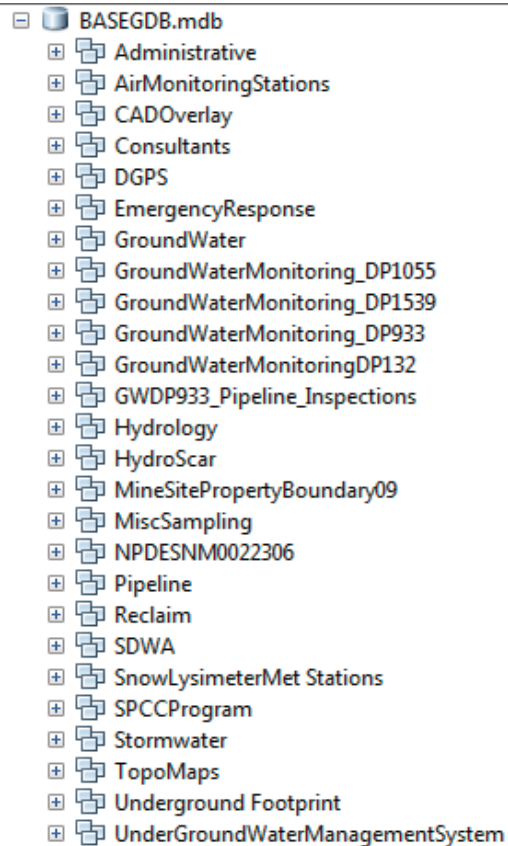 BASEGDB.mdb
Administrative
AirMonitoringStations
CADOverlay
Consultants
DGPS
EmergencyResponse
GroundWater
GroundWaterMonitoring_DP1055
GroundWaterMonitoring_DP1539
GroundWaterMonitoring_DP933
GroundWaterMonitoringDP132
GWDP933_Pipeline_Inspections
Hydrology
HydroScar
MineSitePropertyBoundary09
MiscSampling
NPDESNM0022306
Pipeline
Reclaim
SDWA
SnowLysimeterMet Stations
SPCCProgram
Stormwater
TopoMaps
Underground Footprint
UnderGroundWaterManagementSystem